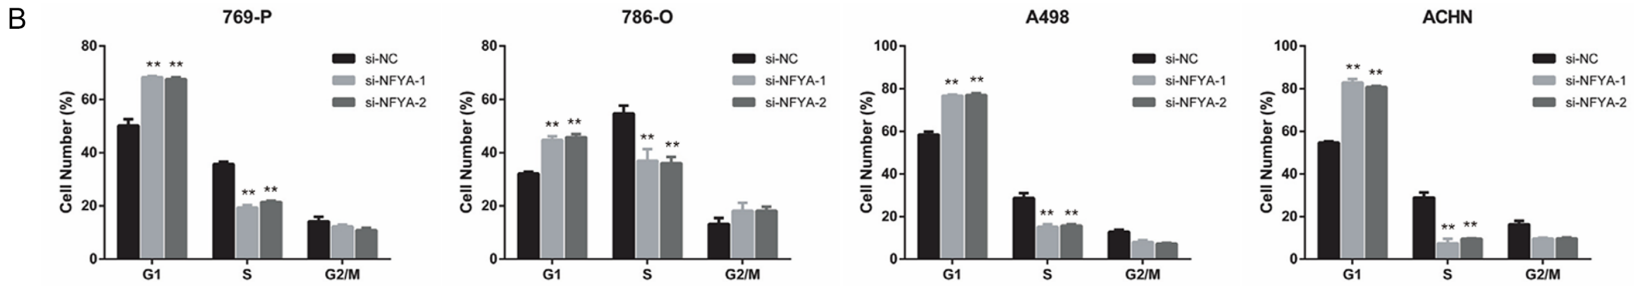 B
769-P
80
60
40
20
0
Cell Number (%)
** **
** **
G1
S
G2/M
si-NC
si-NFYA-1
si-NFYA-2
786-O
80
60
40
20
0
Cell Number (%)
** **
** **
G1
S
G2/M
si-NC
si-NFYA-1
si-NFYA-2
A498
100
80
60
40
20
0
Cell Number (%)
** **
** **
G1
S
G2/M
si-NC
si-NFYA-1
si-NFYA-2
ACHN
100
80
60
40
20
0
Cell Number (%)
** **
** **
G1
S
G2/M
si-NC
si-NFYA-1
si-NFYA-2